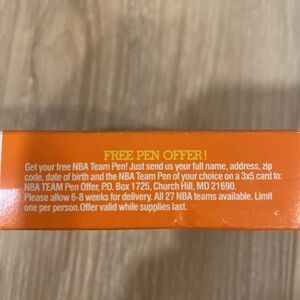 FREE PEN OFFER!
Get your free NBA Team Pen! Just send us your full name, address, zip
code, date of birth and the NBA Team Pen of your choice on a 3x5 card to:
NBA TEAM Pen Offer, P.O. Box 1725, Church Hill, MD 21690.
Please allow 6-8 weeks for delivery. All 27 NBA teams available. Limit
one per person. Offer valid while supplies last.